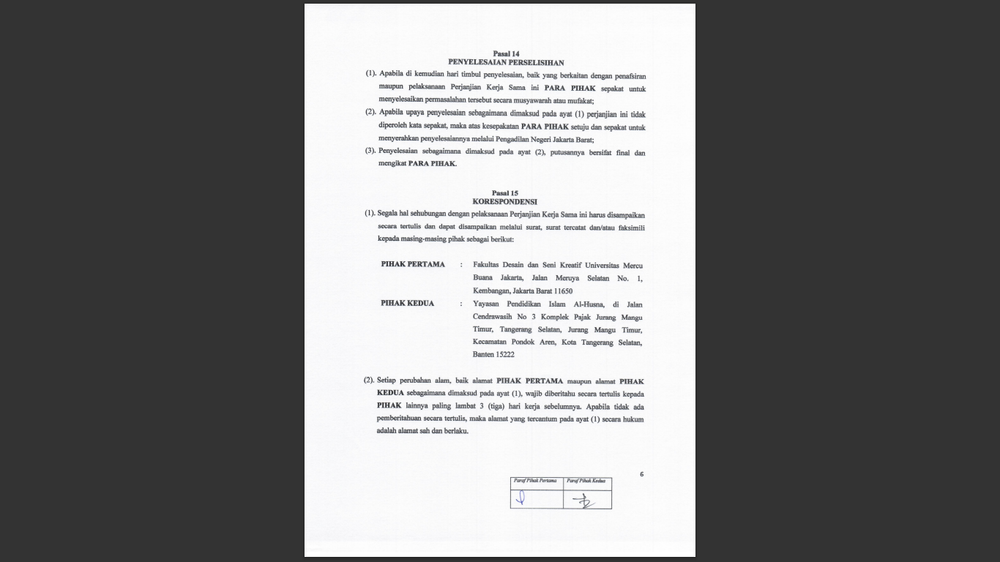 Pasal 14
PENYELESAIAN PERSELISIHAN
(1). Apabila di kemudian hari timbul penyelesaian, baik yang berkaitan dengan penafsiran
maupun pelaksanaan Perjanjian Kerja Sama ini PARA PIHAK sepakat untuk
menyelesaikan permasalahan tersebut secara musyawarah atau mufakat;
(2). Apabila upaya penyelesaian sebagaimana dimaksud pada ayat (1) perjanjian ini tidak
diperoleh kata sepakat, maka atas kesepakatan PARA PIHAK setuju dan sepakat untuk
menyerahkan penyelesaiannya melalui Pengadilan Negeri Jakarta Barat;
(3). Penyelesaian sebagaimana dimaksud pada ayat (2), putusannya bersifat final dan
mengikat PARA PIHAK.
Pasal 15
KORESPONDENSI
(1). Segala hal sehubungan dengan pelaksanaan Perjanjian Kerja Sama ini harus disampaikan
secara tertulis dan dapat disampaikan melalui surat, surat tercatat dan/atau faksimili
kepada masing-masing pihak sebagai berikut:
PIHAK PERTAMA : Fakultas Desain dan Seni Kreatif Universitas Mercu
Buana Jakarta, Jalan Meruya Selatan No. 1,
Kembangan, Jakarta Barat 11650
PIHAK KEDUA : Yayasan Pendidikan Islam Al-Husna, di Jalan
Cendrawasih No 3 Komplek Pajak Jurang Mangu
Timur, Tangerang Selatan, Jurang Mangu Timur,
Kecamatan Pondok Aren, Kota Tangerang Selatan,
Banten 15222
(2). Setiap perubahan alam, baik alamat PIHAK PERTAMA maupun alamat PIHAK
KEDUA sebagaimana dimaksud pada ayat (1), wajib diberitahu secara tertulis kepada
PIHAK lainnya paling lambat 3 (tiga) hari kerja sebelumnya. Apabila tidak ada
pemberitahuan secara tertulis, maka alamat yang tercantum pada ayat (1) secara hukum
adalah alamat sah dan berlaku.
6
Paraf Pihak Pertama Paraf Pihak Kedua